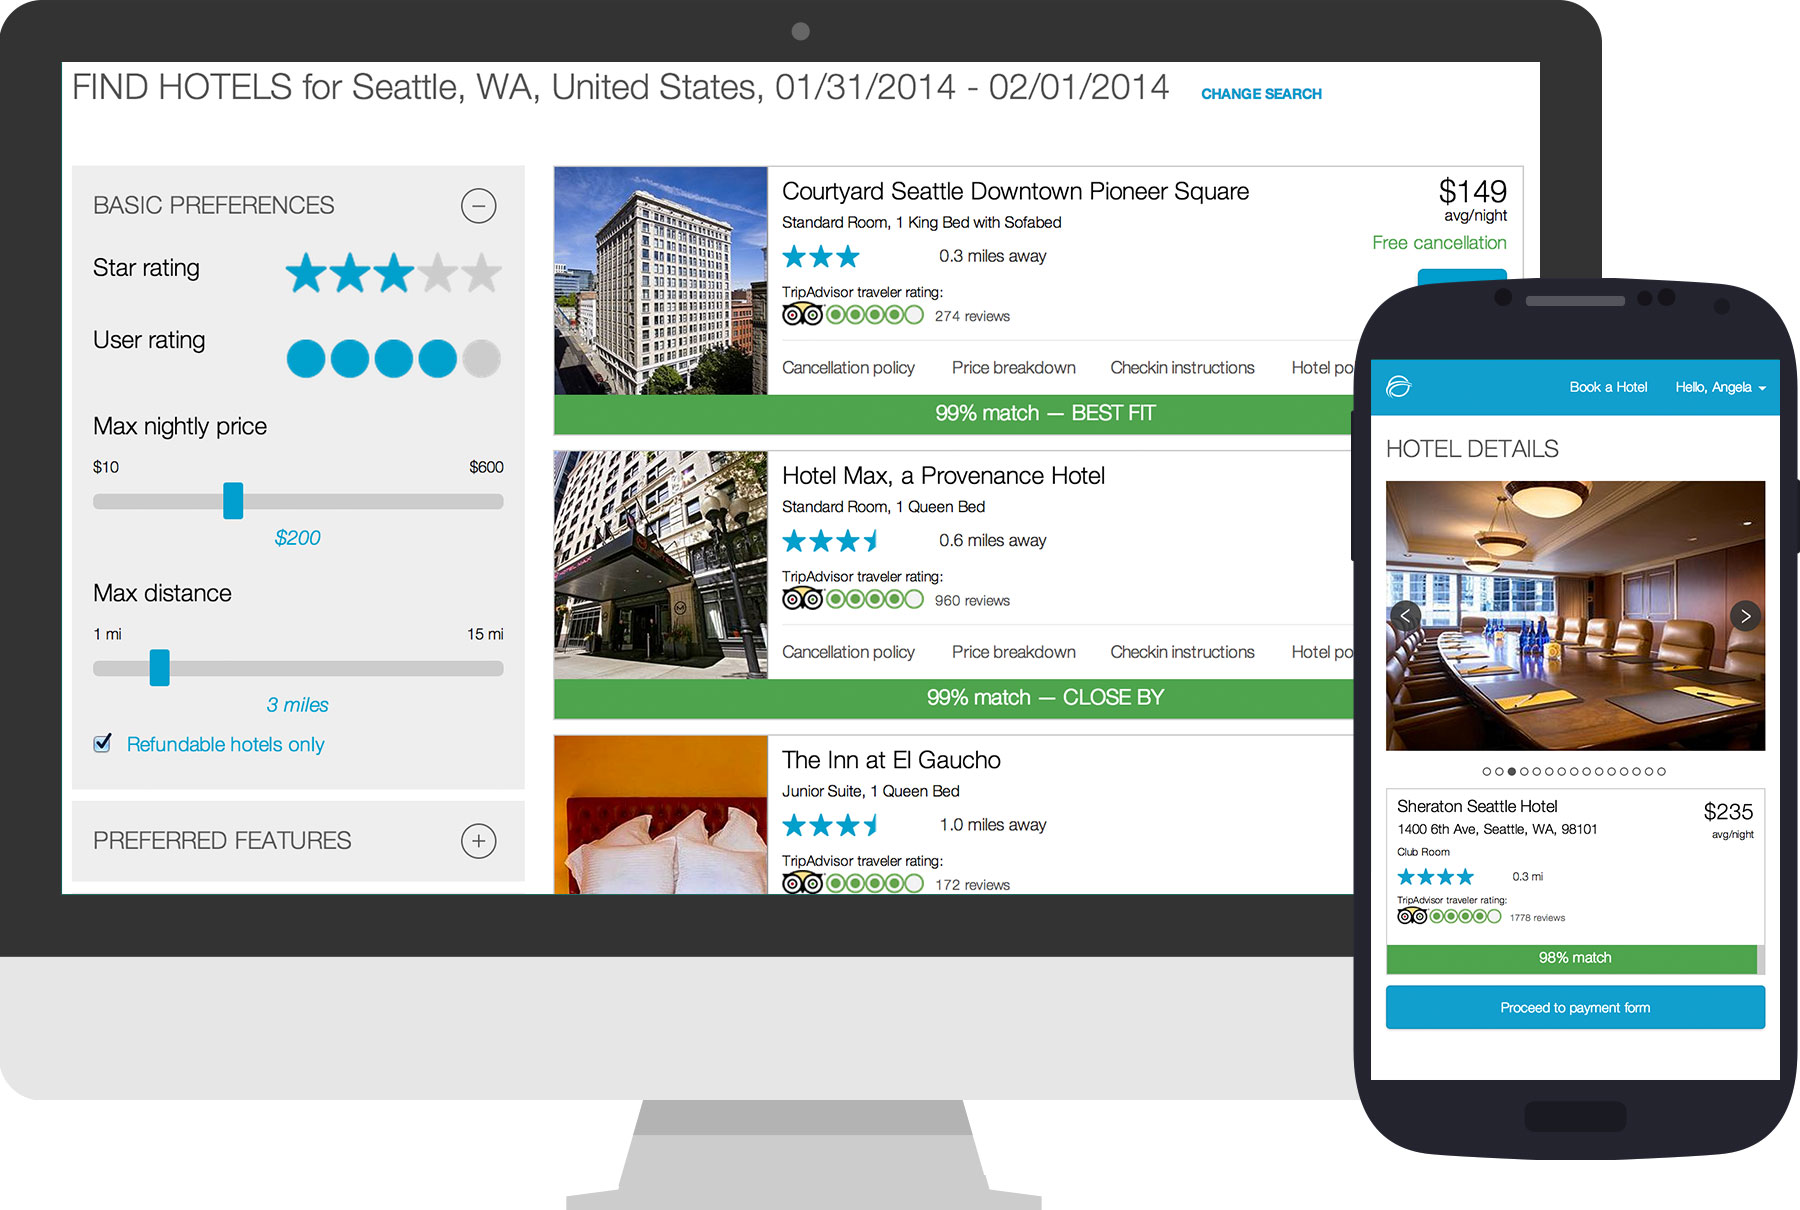 FIND HOTELS for Seattle, WA, United States, 01/31/2014 - 02/01/2014 CHANGE SEARCH
BASIC PREFERENCES
Star rating
User rating
Max nightly price
$10 $600
$200
Max distance
1 mi 15 mi
3 miles
Refundable hotels only
PREFERRED FEATURES
Courtyard Seattle Downtown Pioneer Square
$149
Standard Room, 1 King Bed with Sofabed
avg/night
Free cancellation
0.3 miles away
TripAdvisor traveler rating:
274 reviews
Cancellation policy Price breakdown Checkin instructions Hotel po
99% match — BEST FIT
Hotel Max, a Provenance Hotel
Standard Room, 1 Queen Bed
0.6 miles away
TripAdvisor traveler rating:
960 reviews
Cancellation policy Price breakdown Checkin instructions Hotel po
99% match — CLOSE BY
The Inn at El Gaucho
Junior Suite, 1 Queen Bed
1.0 miles away
TripAdvisor traveler rating:
172 reviews
Book a Hotel Hello, Angela
HOTEL DETAILS
Sheraton Seattle Hotel
$235
1400 6th Ave, Seattle, WA, 98101
avg/night
Club Room
0.3 mi
TripAdvisor traveler rating:
1778 reviews
98% match
Proceed to payment form